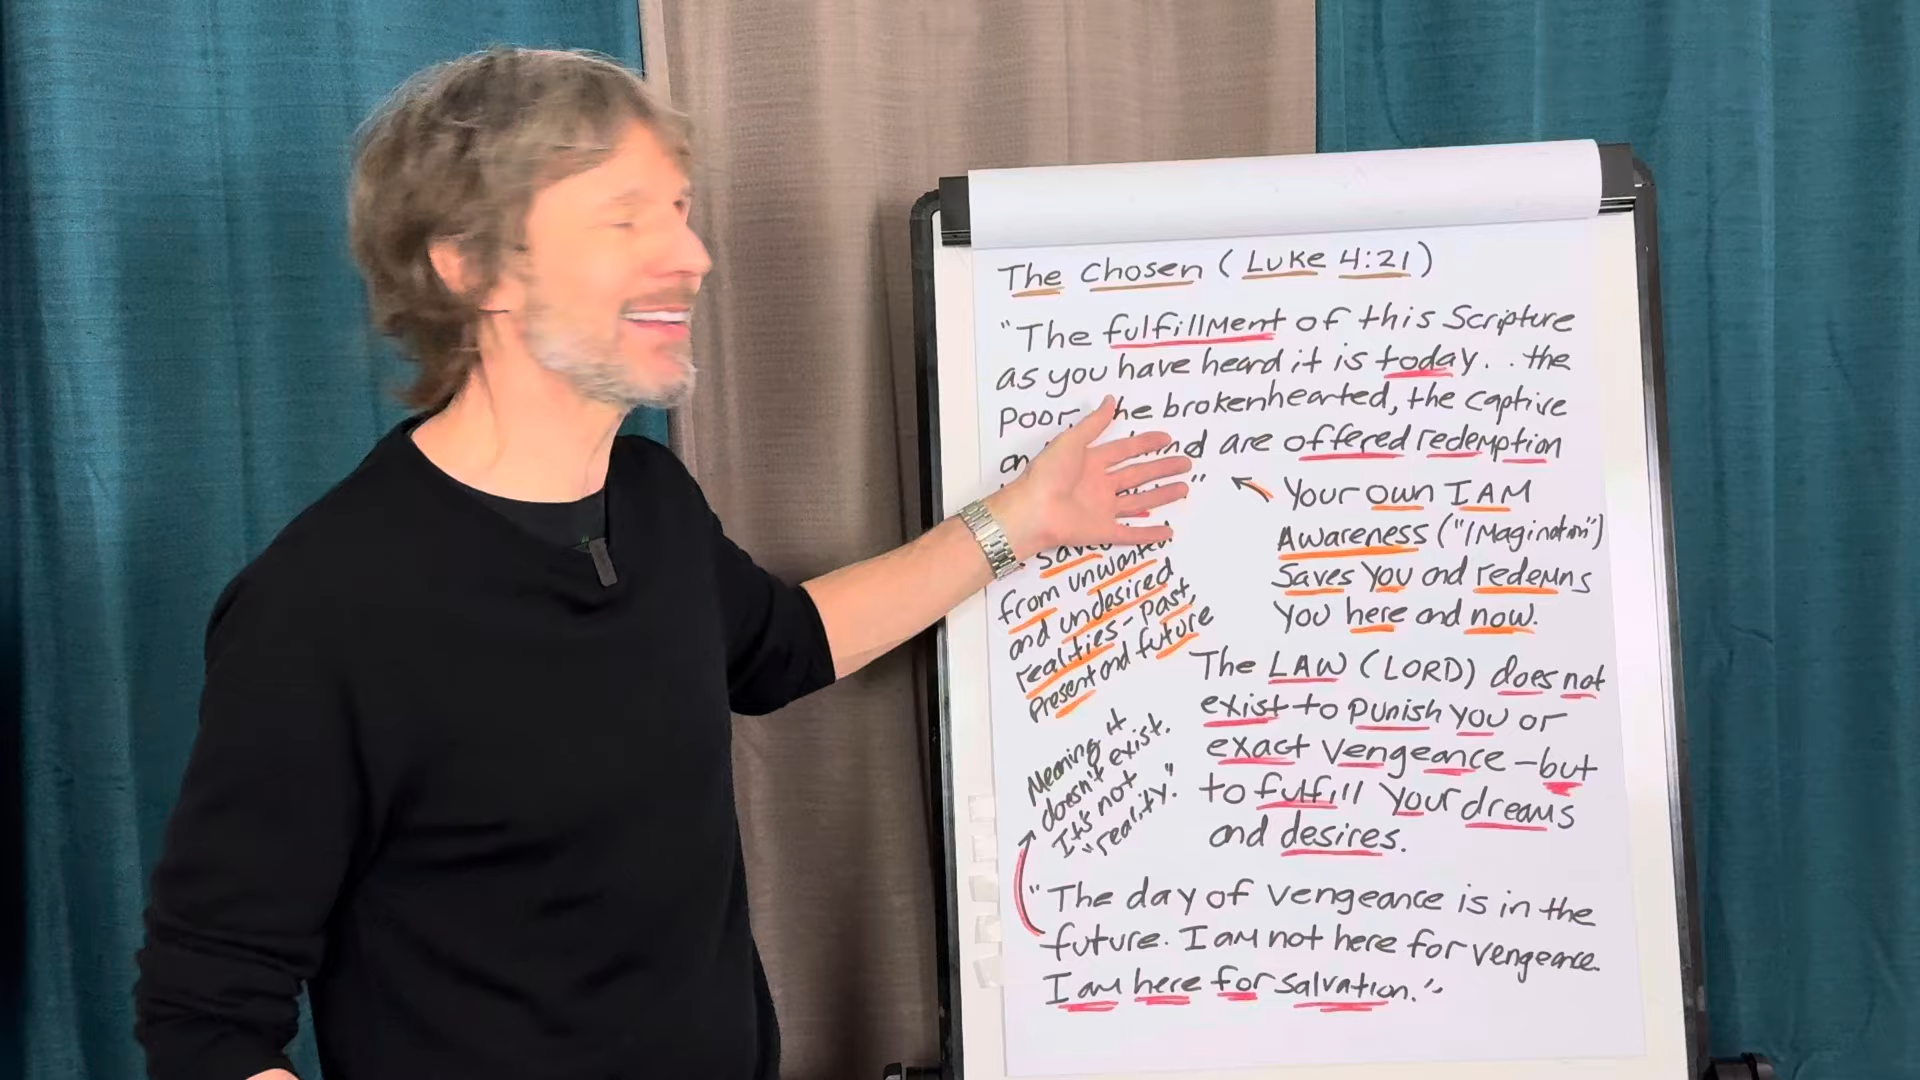 The Chosen (Luke 4:21)
"The fulfillment of this Scripture
as you have heard it is today.. the
Poor, the brokenhearted, the captive
are offered redemption
"
Your own I AM
Awareness ("IMagination")
Saves you and redeems
you here and now.
from unwanted
and undesired
realities - past,
present and future
The LAW (LORD) does not
exist to punish you or
exact vengeance - but
to fulfill your dreams
and desires.
Meaning it
doesn't exist.
It's not
"reality."
"The day of vengeance is in the
future. I am not here for vengeance.
I am here for salvation."